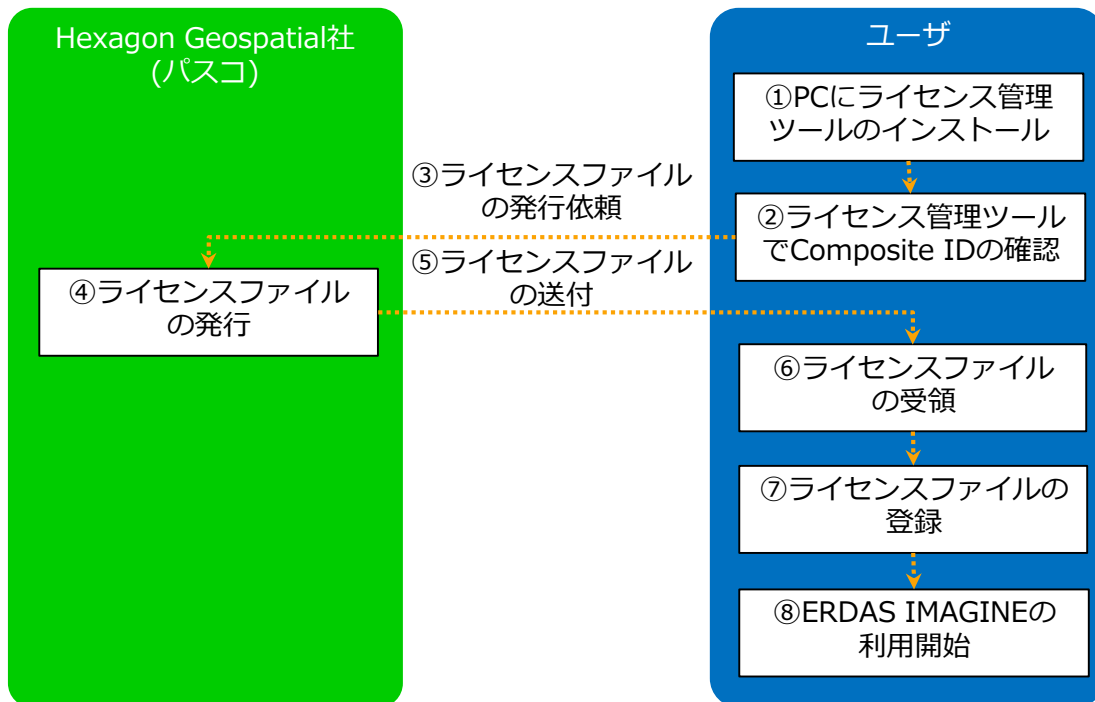 Hexagon Geospatial社
(パスコ)
ユーザ
①PCにライセンス管理
ツールのインストール
②ライセンス管理ツール
でComposite IDの確認
③ライセンスファイル
の発行依頼
④ライセンスファイル
の発行
⑤ライセンスファイル
の送付
⑥ライセンスファイル
の受領
⑦ライセンスファイルの
登録
⑧ERDAS IMAGINEの
利用開始